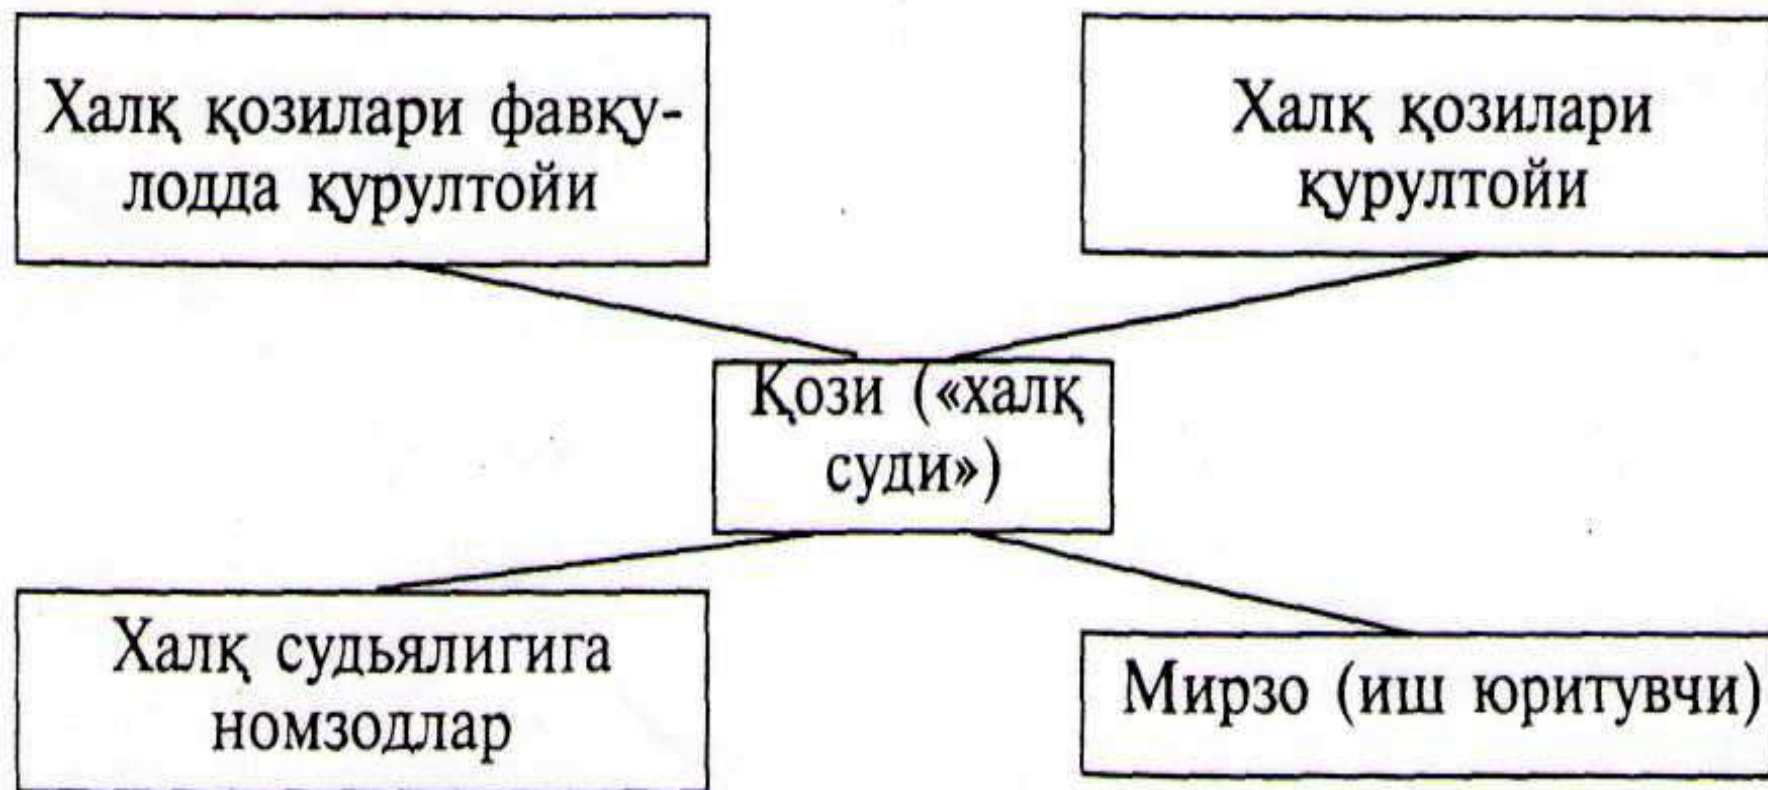 Халқ қозилари фавқу-
лодда қурултойи
Халқ қозилари
қурултойи
Қози («халқ
суди»)
Халқ судьялигига
номзодлар
Мирзо (иш юритувчи)